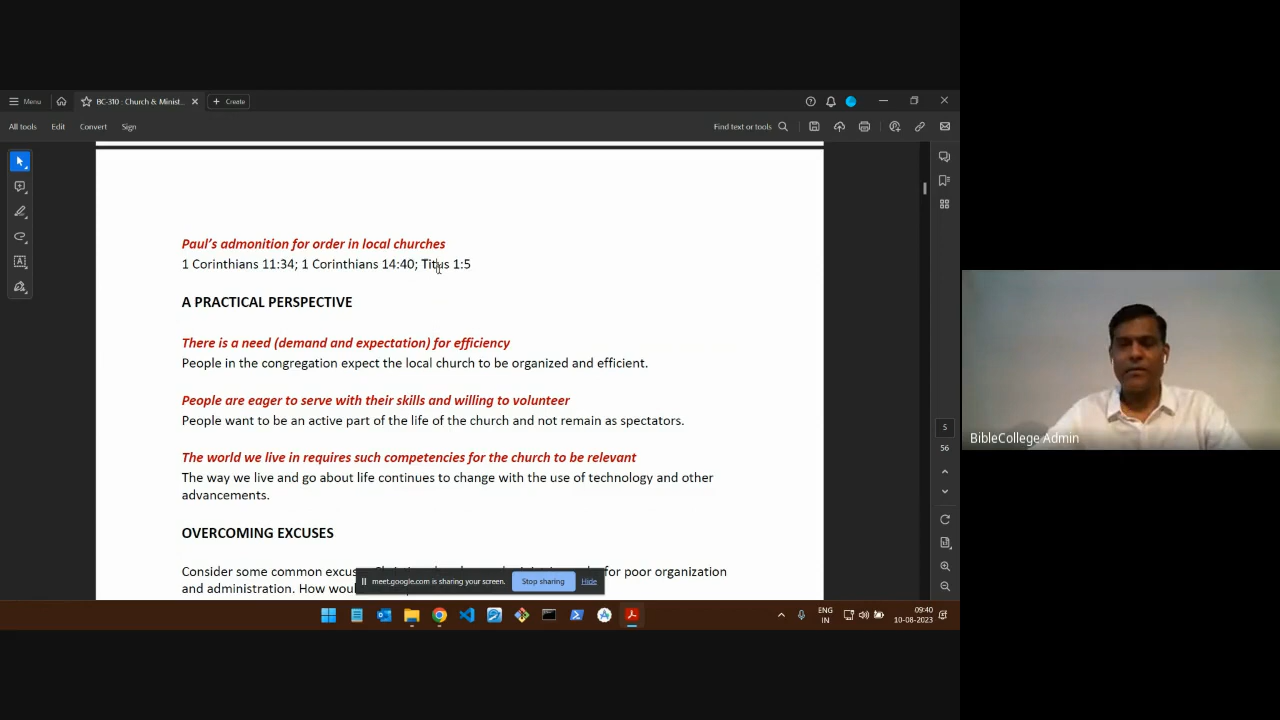 Menu
BC-310 : Church & Minist...
Create
All tools
Edit
Convert
Sign
Find text or tools
Paul's admonition for order in local churches
1 Corinthians 11:34; 1 Corinthians 14:40; Titus 1:5
A PRACTICAL PERSPECTIVE
There is a need (demand and expectation) for efficiency
People in the congregation expect the local church to be organized and efficient.
People are eager to serve with their skills and willing to volunteer
People want to be an active part of the life of the church and not remain as spectators.
The world we live in requires such competencies for the church to be relevant
The way we live and go about life continues to change with the use of technology and other
advancements.
OVERCOMING EXCUSES
Consider some common for poor organization
and administration. How
meet.google.com is sharing your screen.
Stop sharing
Hide
5
56
ENG
IN
09:40
10-08-2023
BibleCollege Admin